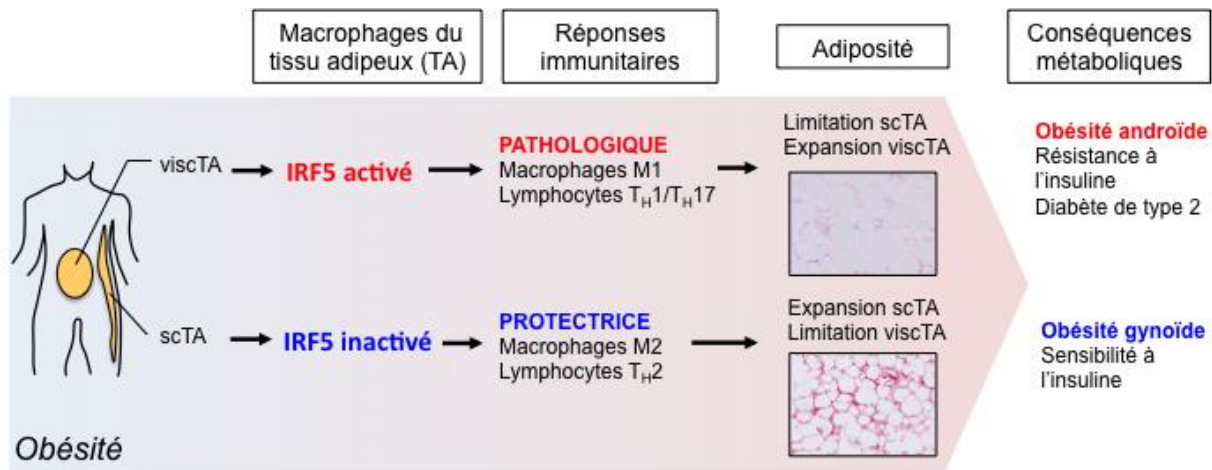 Macrophages du
tissu adipeux (TA)
Réponses
immunitaires
Adiposité
Conséquences
métaboliques
viscTA
IRF5 activé
PATHOLOGIQUE
Macrophages M1
Lymphocytes TH1/TH17
Limitation scTA
Expansion viscTA
Obésité androïde
Résistance à
l'insuline
Diabète de type 2
scTA
IRF5 inactivé
PROTECTRICE
Macrophages M2
Lymphocytes TH2
Expansion scTA
Limitation viscTA
Obésité gynoïde
Sensibilité à
l'insuline
Obésité